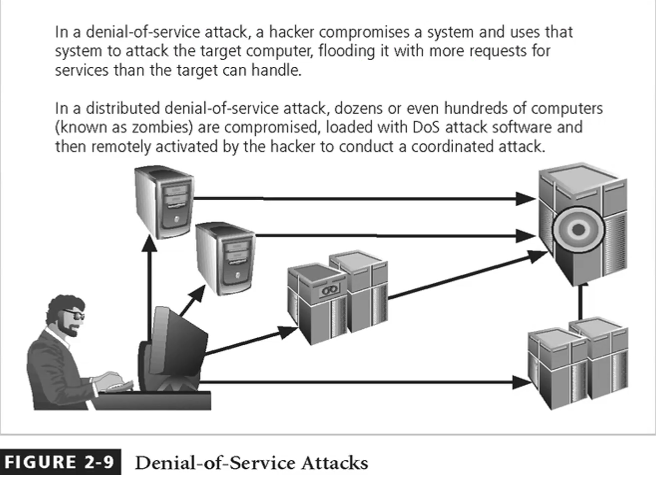 In a denial-of-service attack, a hacker compromises a system and uses that
system to attack the target computer, flooding it with more requests for
services than the target can handle.
In a distributed denial-of-service attack, dozens or even hundreds of computers
(known as zombies) are compromised, loaded with DoS attack software and
then remotely activated by the hacker to conduct a coordinated attack.
FIGURE 2-9 Denial-of-Service Attacks